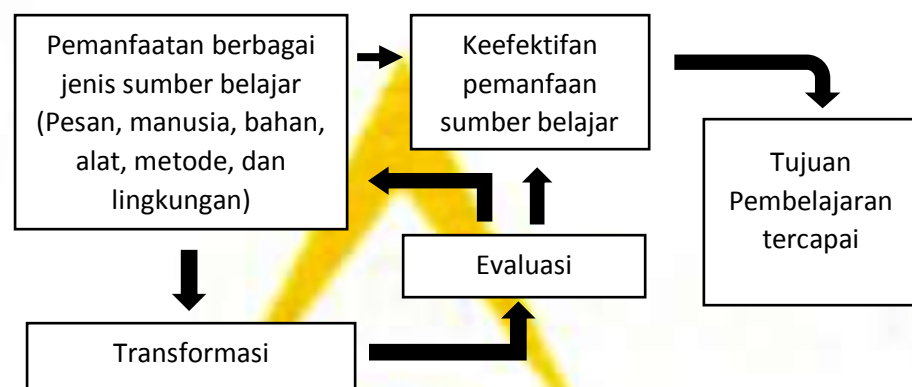 Pemanfaatan berbagai
jenis sumber belajar
(Pesan, manusia, bahan,
alat, metode, dan
lingkungan)
Keefektifan
pemanfaan
sumber belajar
Tujuan
Pembelajaran
tercapai
Evaluasi
Transformasi